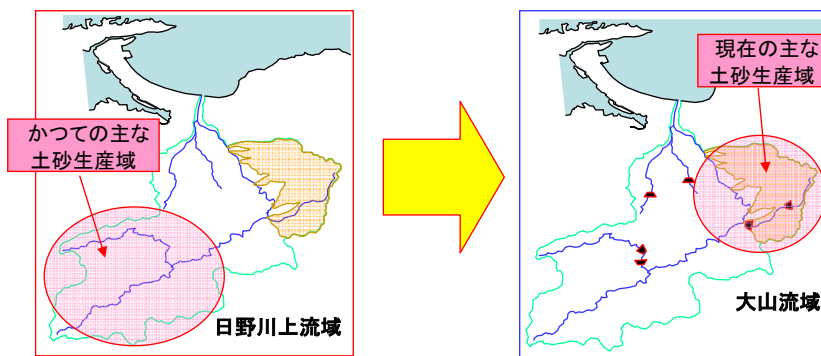 かつての主な
土砂生産域
日野川上流域
現在の主な
土砂生産域
大山流域